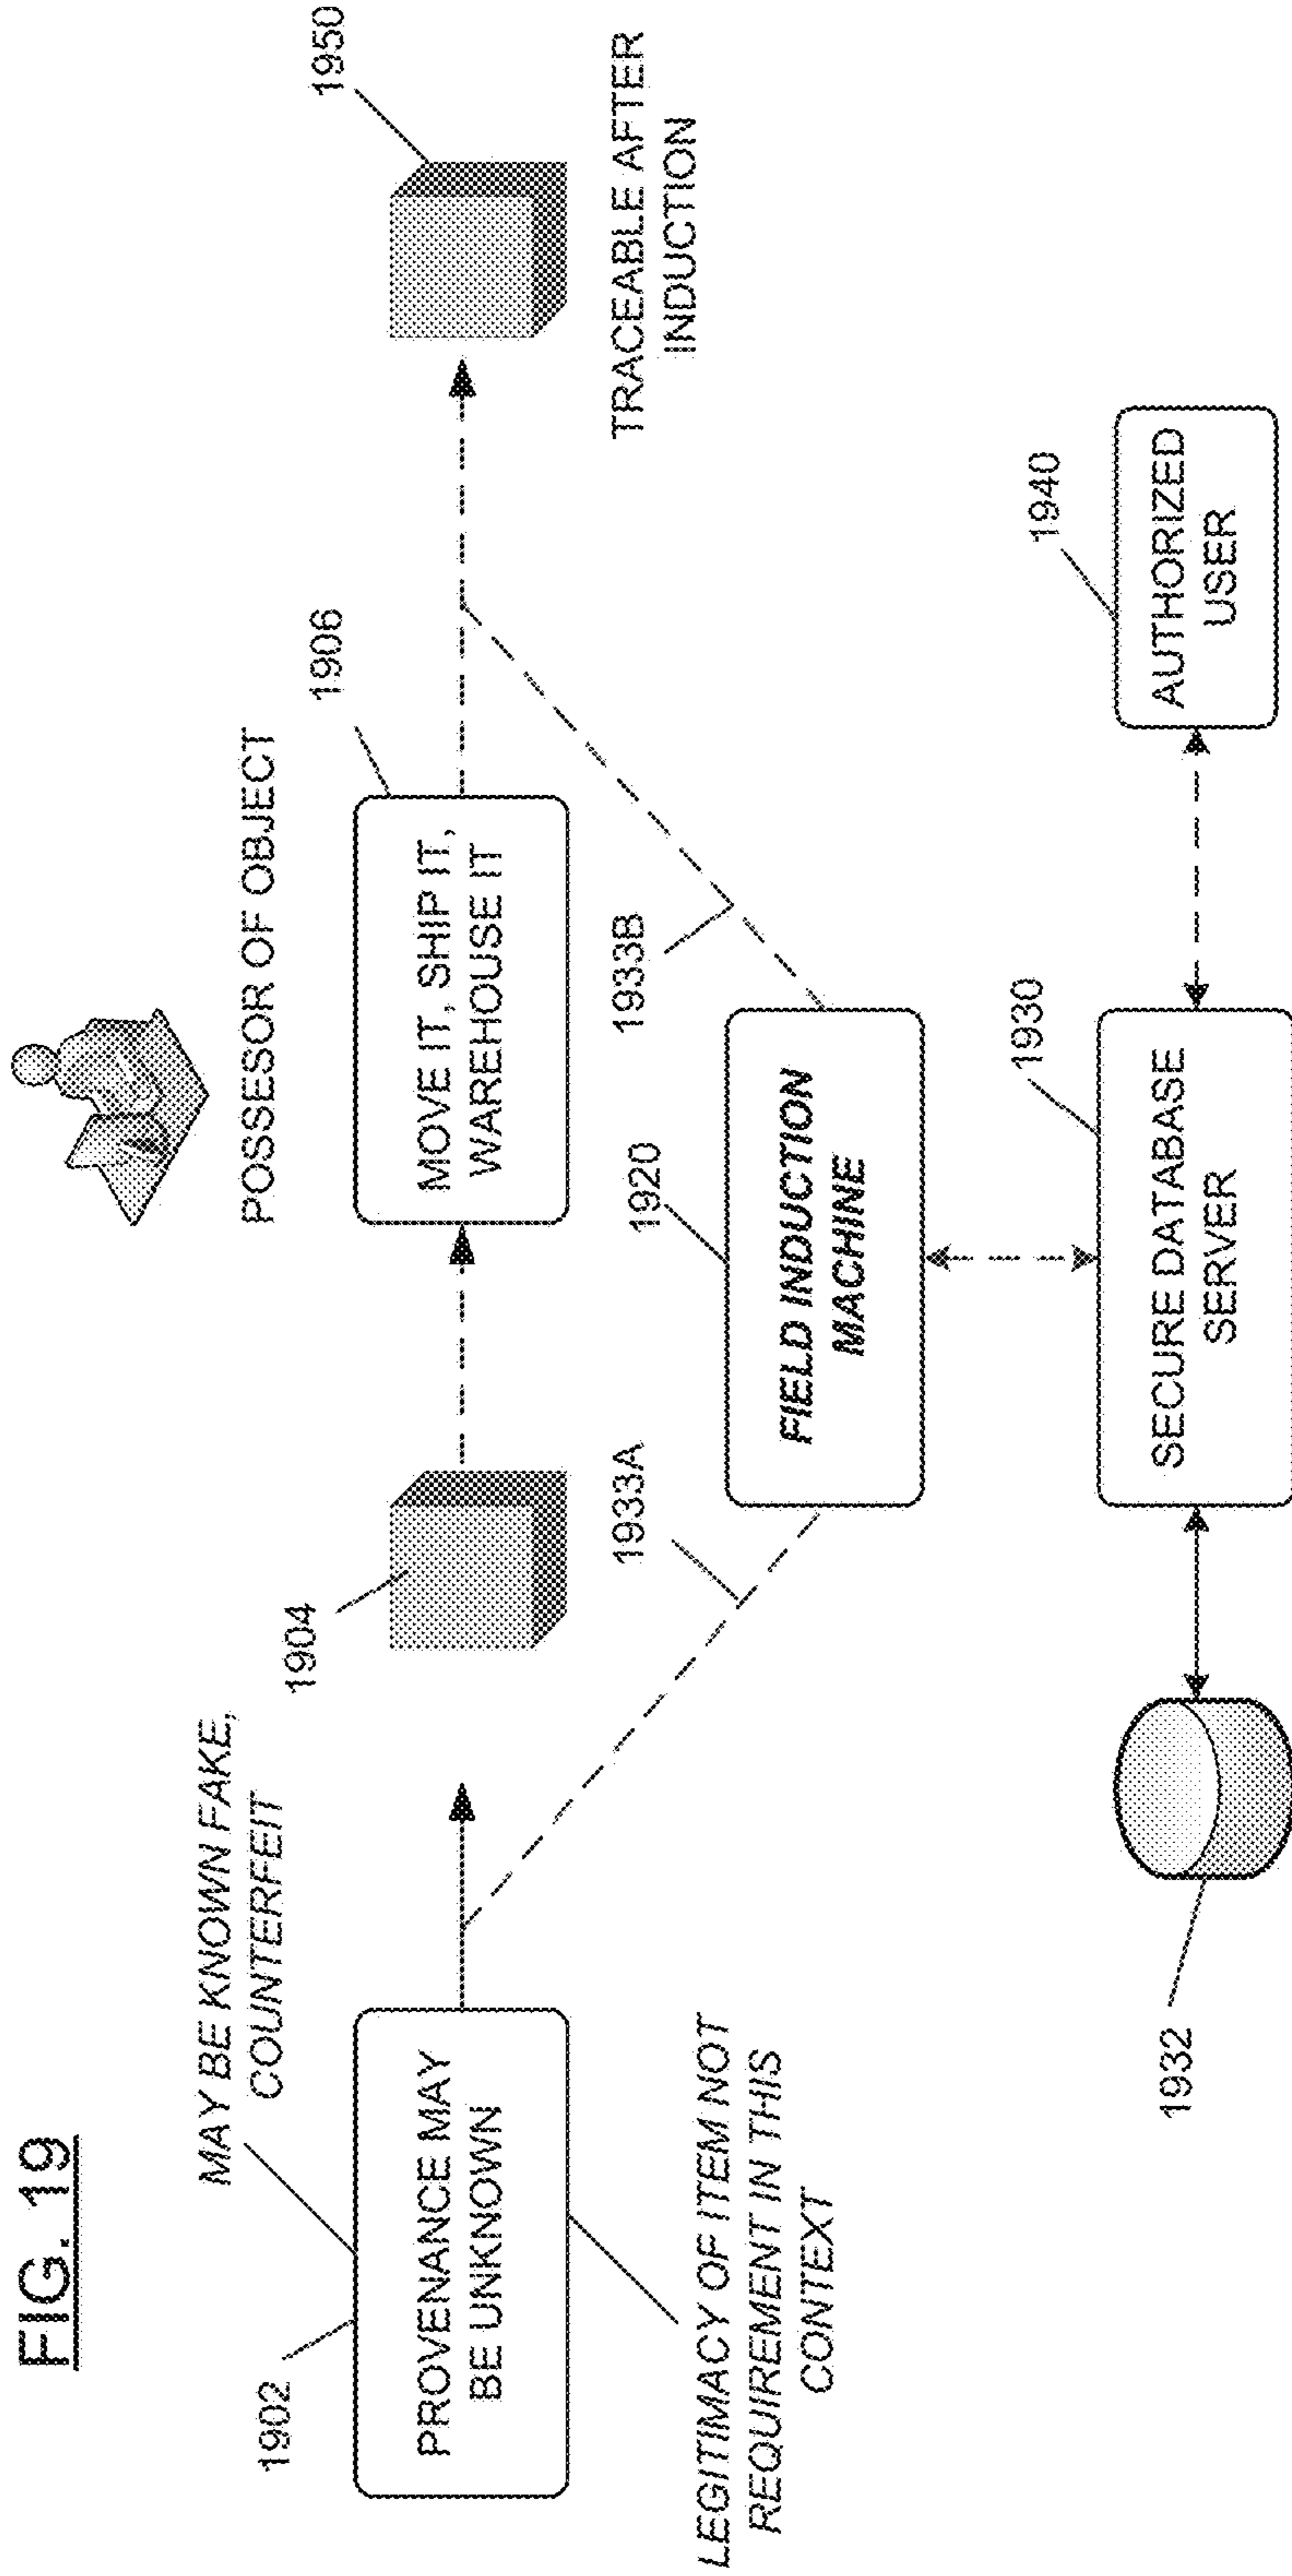 FIG. 19
MAY BE KNOWN FAKE,
COUNTERFEIT
1902
PROVENANCE MAY
BE UNKNOWN
LEGITIMACY OF ITEM NOT
REQUIREMENT IN THIS
CONTEXT
1904
POSSESSOR OF OBJECT
1906
MOVE IT, SHIP IT,
WAREHOUSE IT
1950
TRACEABLE AFTER
INDUCTION
1933A
1920
FIELD INDUCTION
MACHINE
1933B
1932
1930
SECURE DATABASE
SERVER
1940
AUTHORIZED
USER